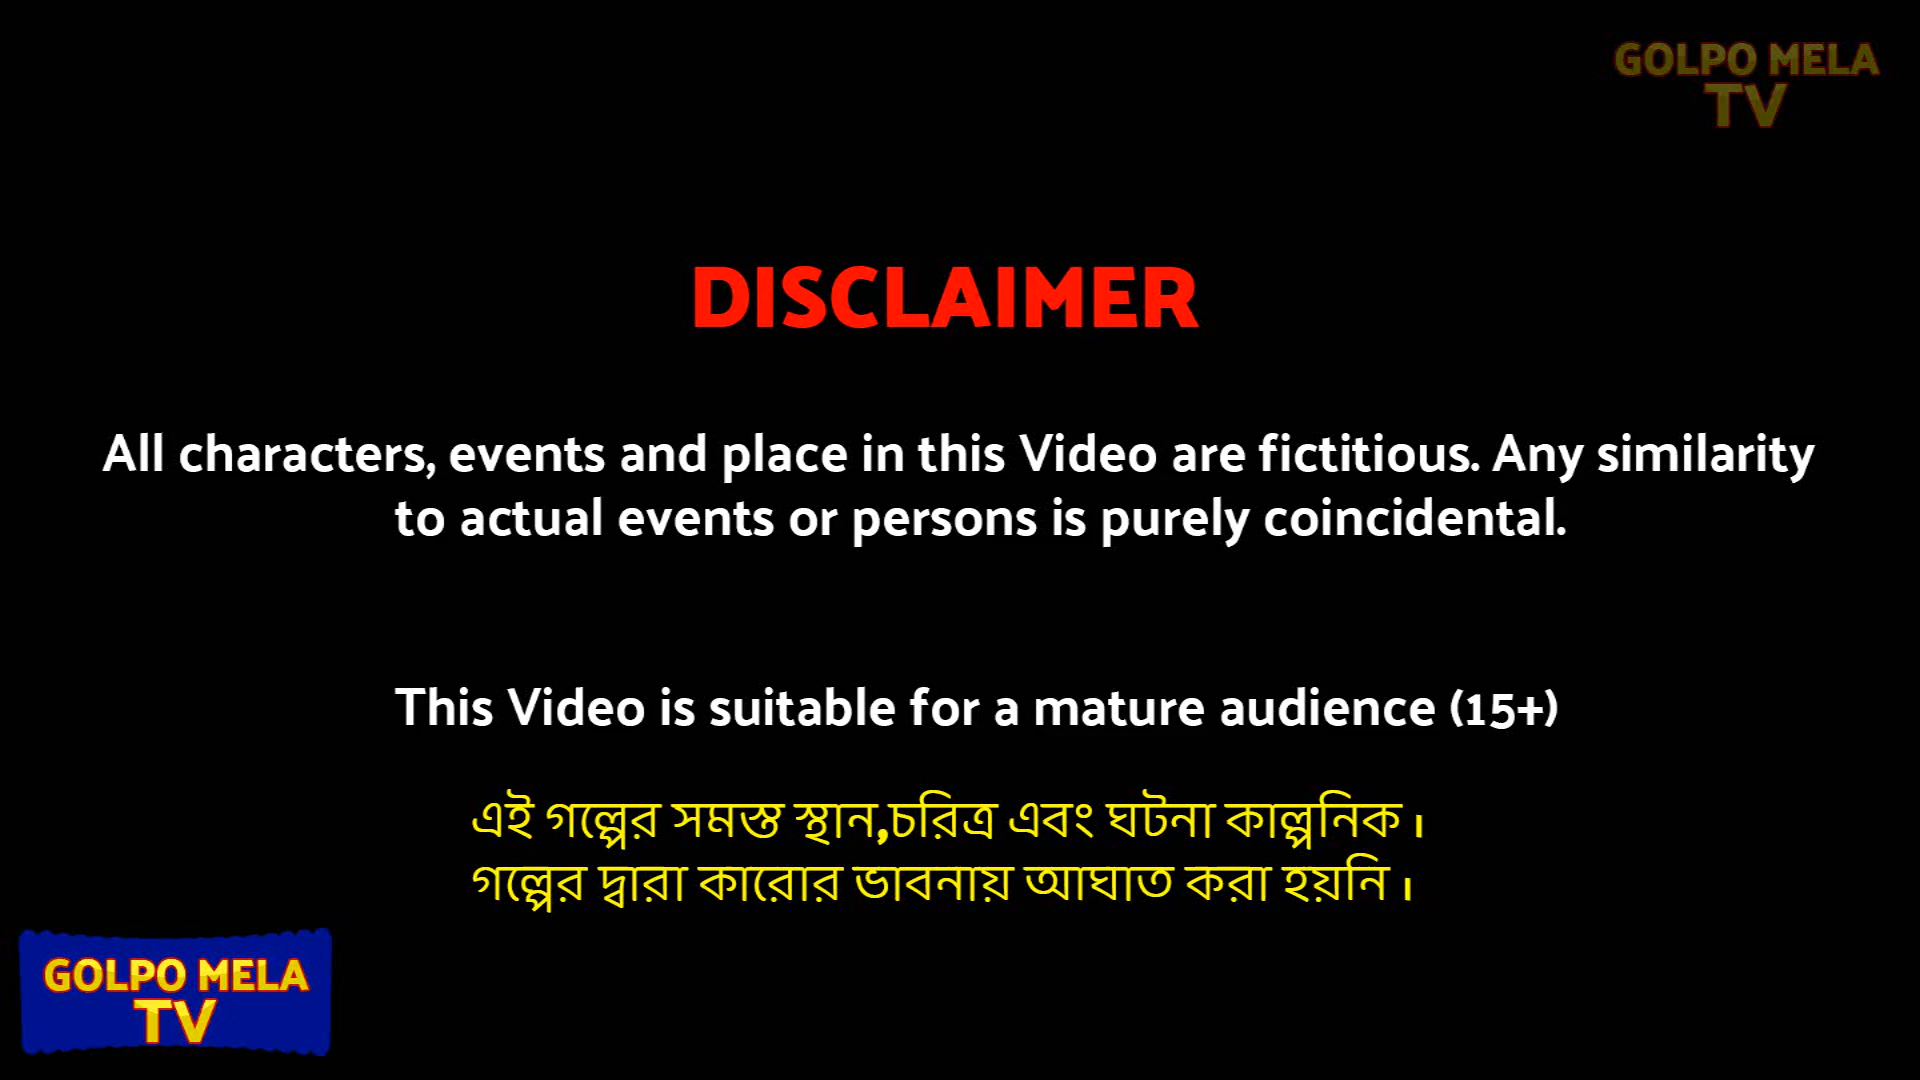 GOLPO MELA
TV
DISCLAIMER
All characters, events and place in this Video are fictitious. Any similarity
to actual events or persons is purely coincidental.
This Video is suitable for a mature audience (15+)
এই গল্পের সমস্ত স্থান,চরিত্র এবং ঘটনা কাল্পনিক ।
গল্পের দ্বারা কারোর ভাবনায় আঘাত করা হয়নি ।
GOLPO MELA
TV